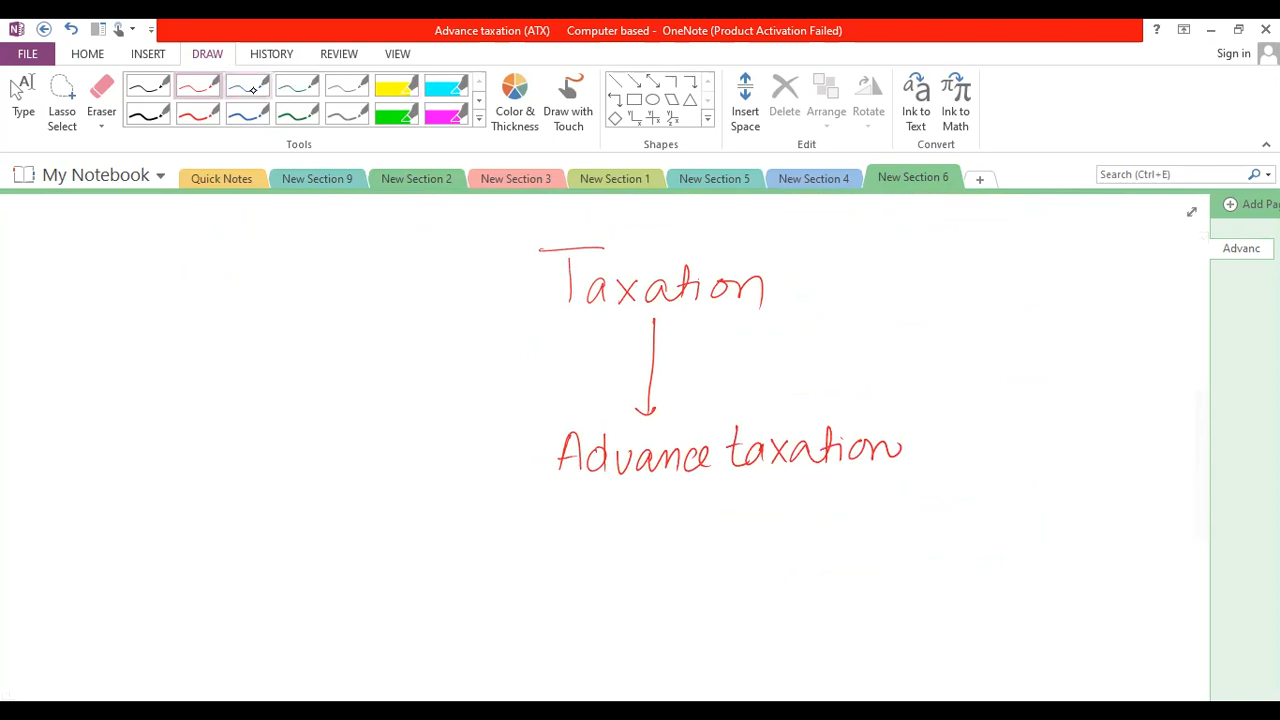 Advance taxation (ATX) Computer based - OneNote (Product Activation Failed)
?
FILE HOME INSERT DRAW HISTORY REVIEW VIEW Sign in
Type Lasso Select Eraser Color & Thickness Draw with Touch Insert Space Delete Arrange Rotate Ink to Text Ink to Math
Tools Shapes Edit Convert
My Notebook Quick Notes New Section 9 New Section 2 New Section 3 New Section 1 New Section 5 New Section 4 New Section 6 + Search (Ctrl+E)
Add Pa
Advanc
Taxation
Advance taxation